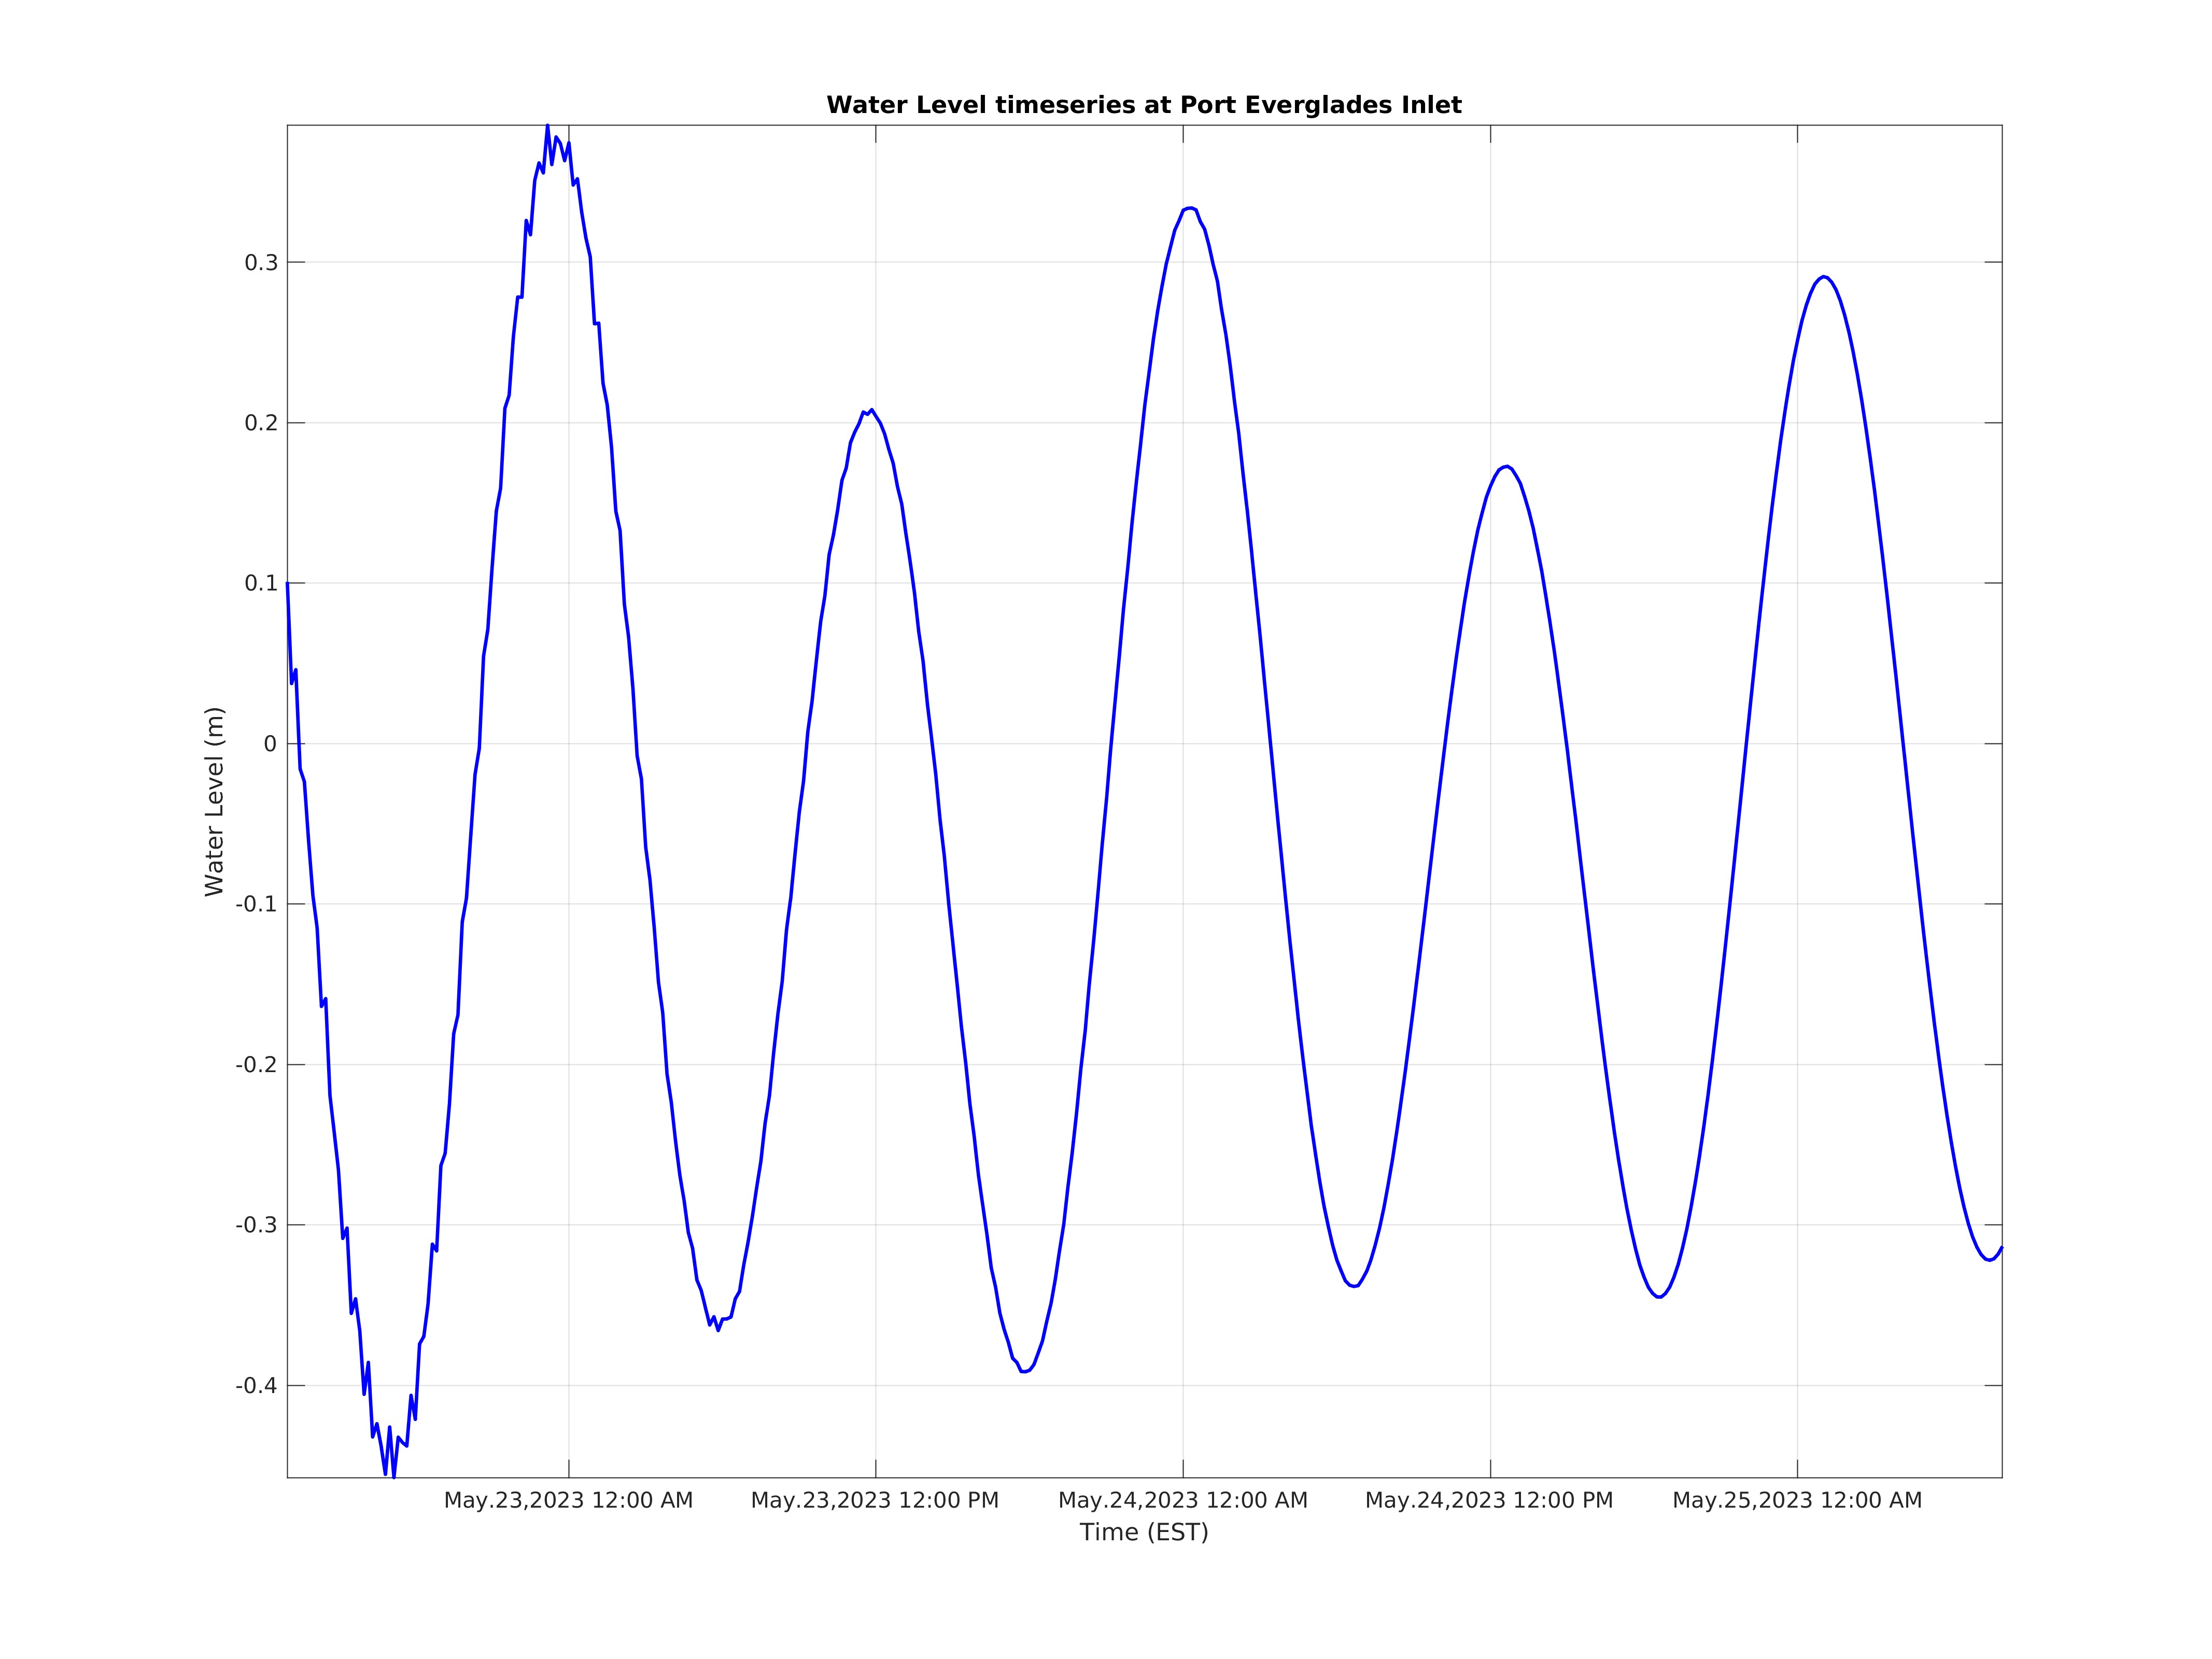 Water Level timeseries at Port Everglades Inlet
0.3
0.2
0.1
0
-0.1
-0.2
-0.3
-0.4
Water Level (m)
May.23,2023 12:00 AM May.23,2023 12:00 PM May.24,2023 12:00 AM May.24,2023 12:00 PM May.25,2023 12:00 AM
Time (EST)